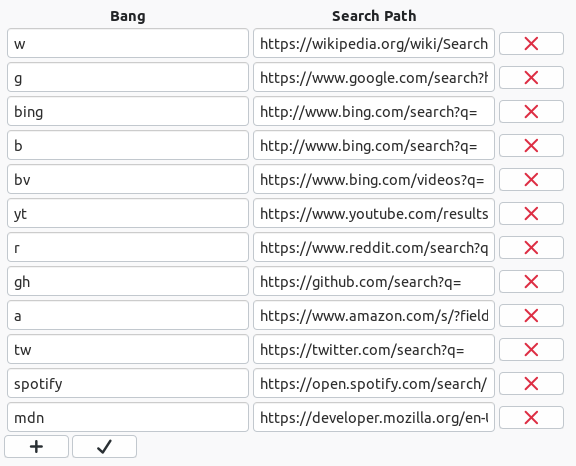 Bang Search Path
w https://wikipedia.org/wiki/Search
g https://www.google.com/search?
bing http://www.bing.com/search?q=
b http://www.bing.com/search?q=
bv https://www.bing.com/videos?q=
yt https://www.youtube.com/results
r https://www.reddit.com/search?q
gh https://github.com/search?q=
a https://www.amazon.com/s/?field
tw https://twitter.com/search?q=
spotify https://open.spotify.com/search/
mdn https://developer.mozilla.org/en-